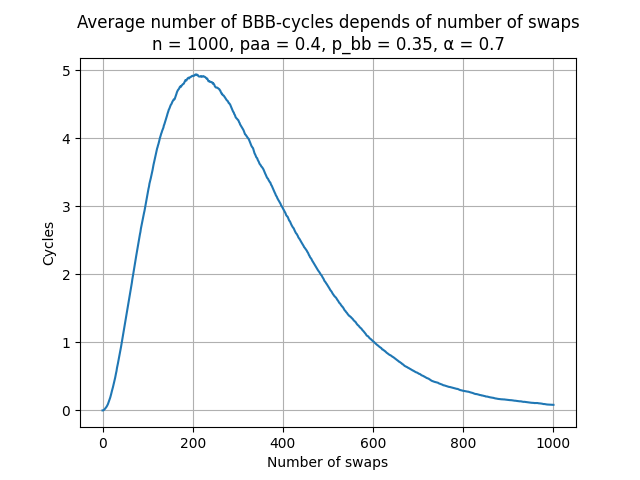 Average number of BBB-cycles depends of number of swaps
n = 1000, paa = 0.4, p_bb = 0.35, α = 0.7
5
4
3
2
1
0
Cycles
0 200 400 600 800 1000
Number of swaps